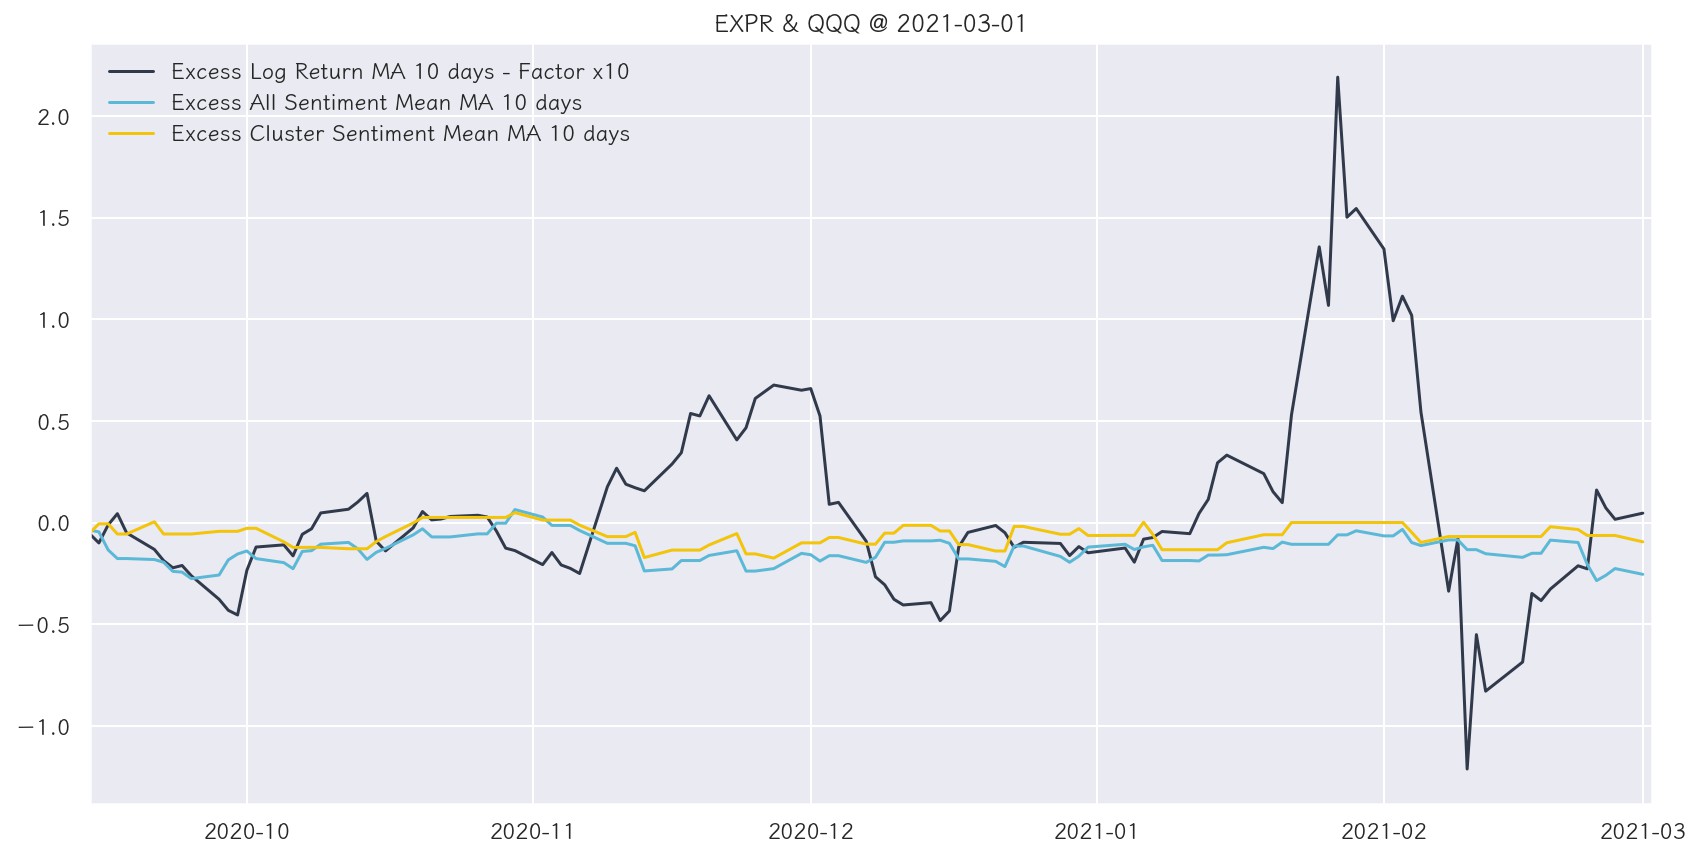 EXPR & QQQ @ 2021-03-01
Excess Log Return MA 10 days - Factor x10
Excess All Sentiment Mean MA 10 days
Excess Cluster Sentiment Mean MA 10 days
2.0
1.5
1.0
0.5
0.0
−0.5
−1.0
2020-10 2020-11 2020-12 2021-01 2021-02 2021-03